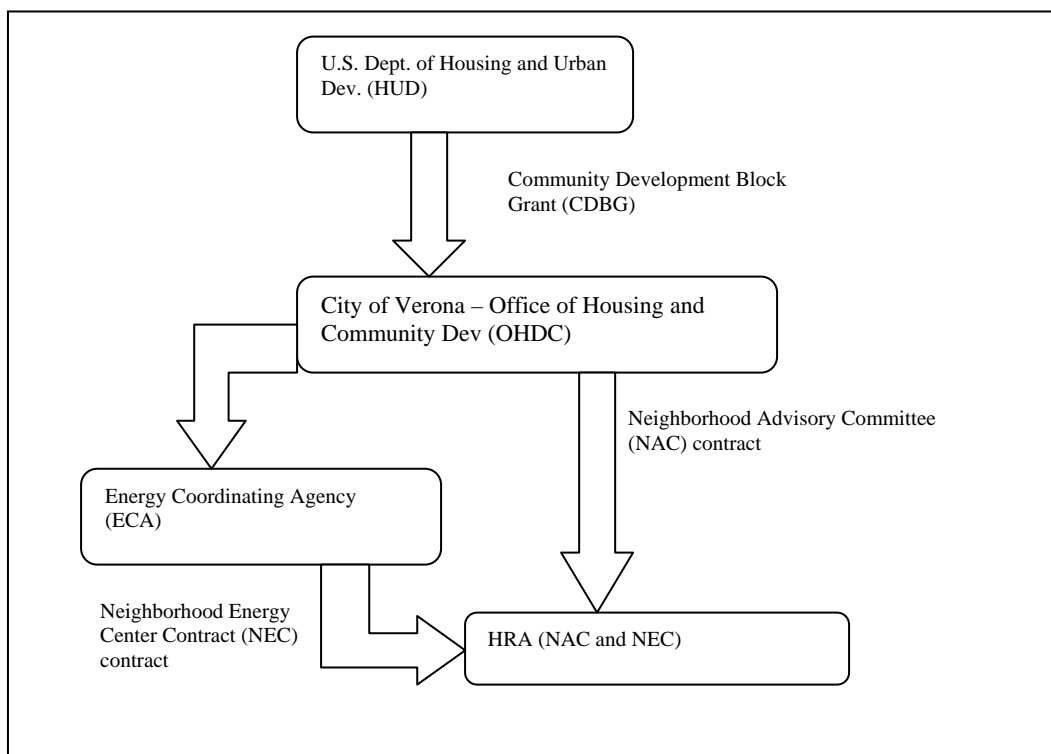 U.S. Dept. of Housing and Urban
Dev. (HUD)
Community Development Block
Grant (CDBG)
City of Verona – Office of Housing and
Community Dev (OHDC)
Neighborhood Advisory Committee
(NAC) contract
Energy Coordinating Agency
(ECA)
Neighborhood Energy
Center Contract (NEC)
contract
HRA (NAC and NEC)